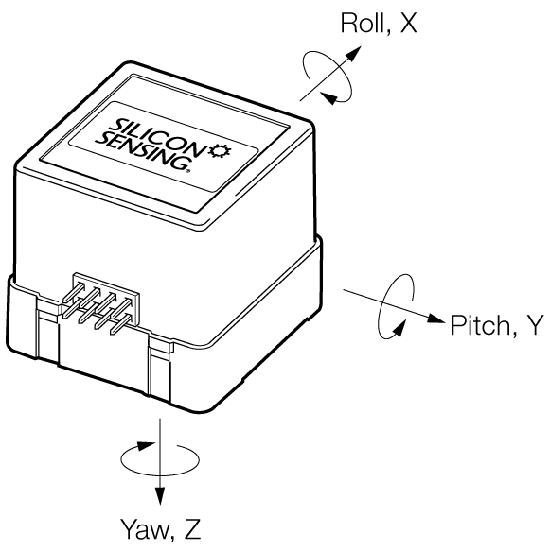 Roll, X
SILICON
SENSING®
Pitch, Y
Yaw, Z